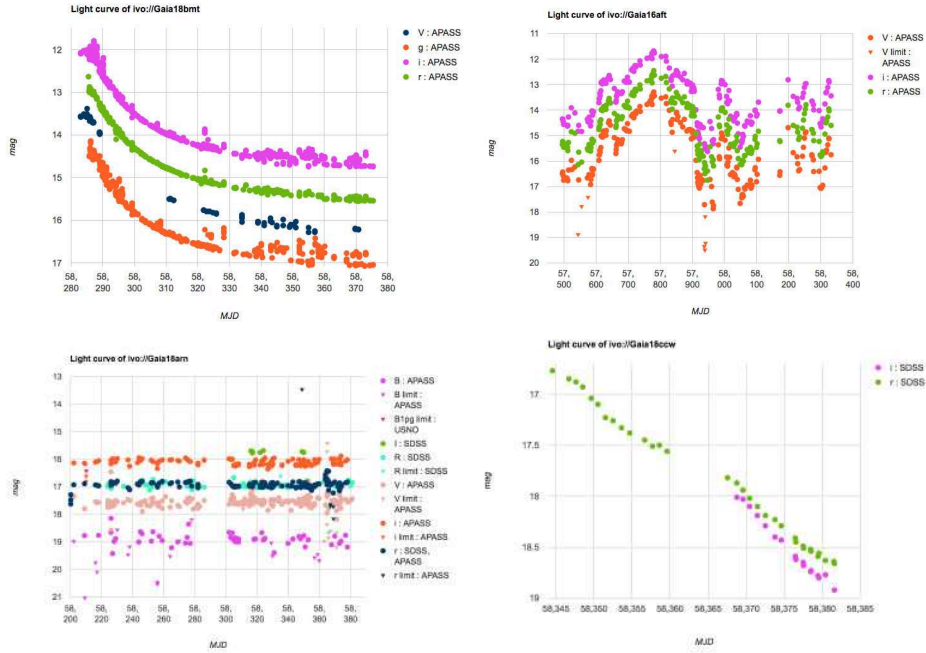 Light curve of ivo://Gaia18bmt
V : APASS
g : APASS
i : APASS
r : APASS
mag
12
13
14
15
16
17
58,
280
58,
290
58,
300
58,
310
58,
320
58,
330
58,
340
58,
350
58,
360
58,
370
58,
380
MJD
Light curve of ivo://Gaia16aft
V : APASS
V limit :
APASS
i : APASS
r : APASS
mag
11
12
13
14
15
16
17
18
19
20
57,
500
57,
600
57,
700
57,
800
57,
900
58,
000
58,
100
58,
200
58,
300
58,
400
MJD
Light curve of ivo://Gaia18arn
B : APASS
B limit :
APASS
B1pg limit :
USNO
I : SDSS
R : SDSS
R limit : SDSS
V : APASS
V limit :
APASS
i : APASS
i limit : APASS
r : SDSS,
APASS
r limit : APASS
mag
13
14
15
16
17
18
19
20
21
58,
200
58,
220
58,
240
58,
260
58,
280
58,
300
58,
320
58,
340
58,
360
58,
380
MJD
Light curve of ivo://Gaia18ccw
i : SDSS
r : SDSS
mag
17
17.5
18
18.5
19
58,345
58,350
58,355
58,360
58,365
58,370
58,375
58,380
58,385
MJD